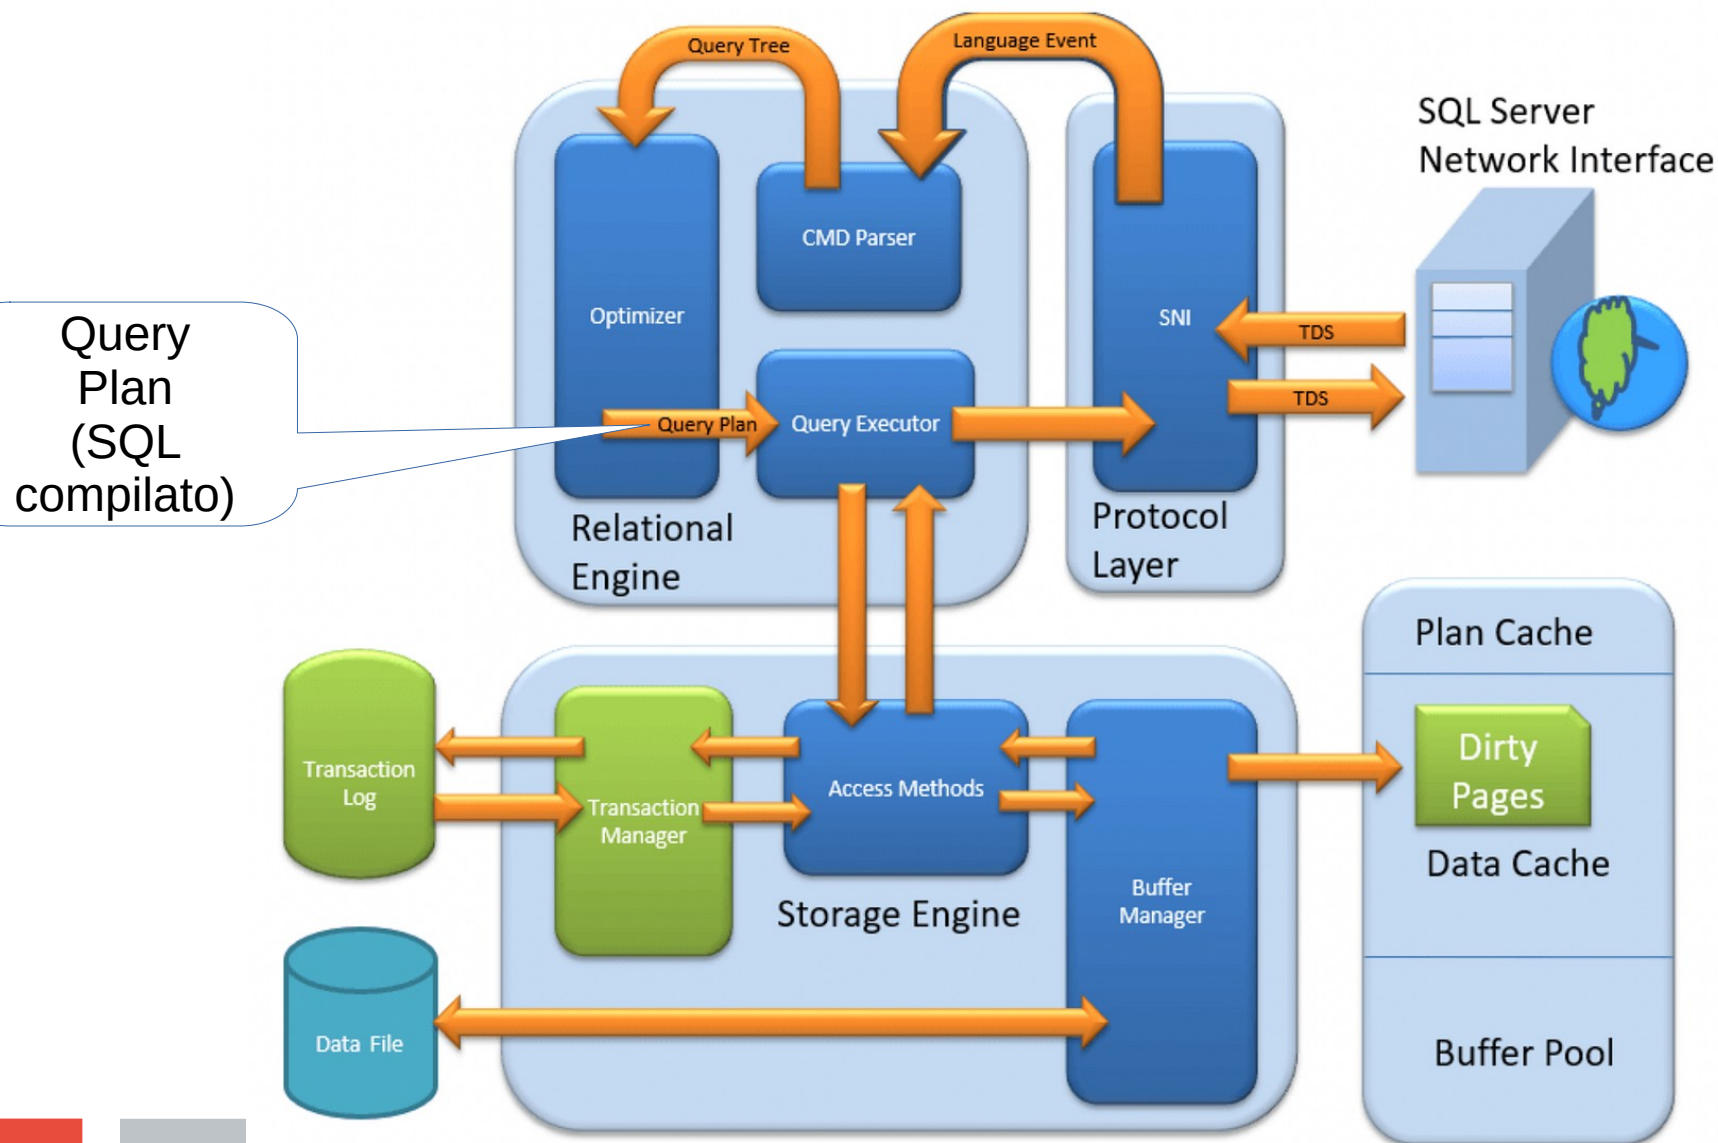 Query Tree
Language Event
SQL Server
Network Interface
CMD Parser
Optimizer
SNI
TDS
TDS
Query
Plan
(SQL
compilato)
Query Plan
Query Executor
Relational
Engine
Protocol
Layer
Plan Cache
Dirty
Pages
Data Cache
Buffer Pool
Transaction
Log
Transaction
Manager
Access Methods
Storage Engine
Buffer
Manager
Data File